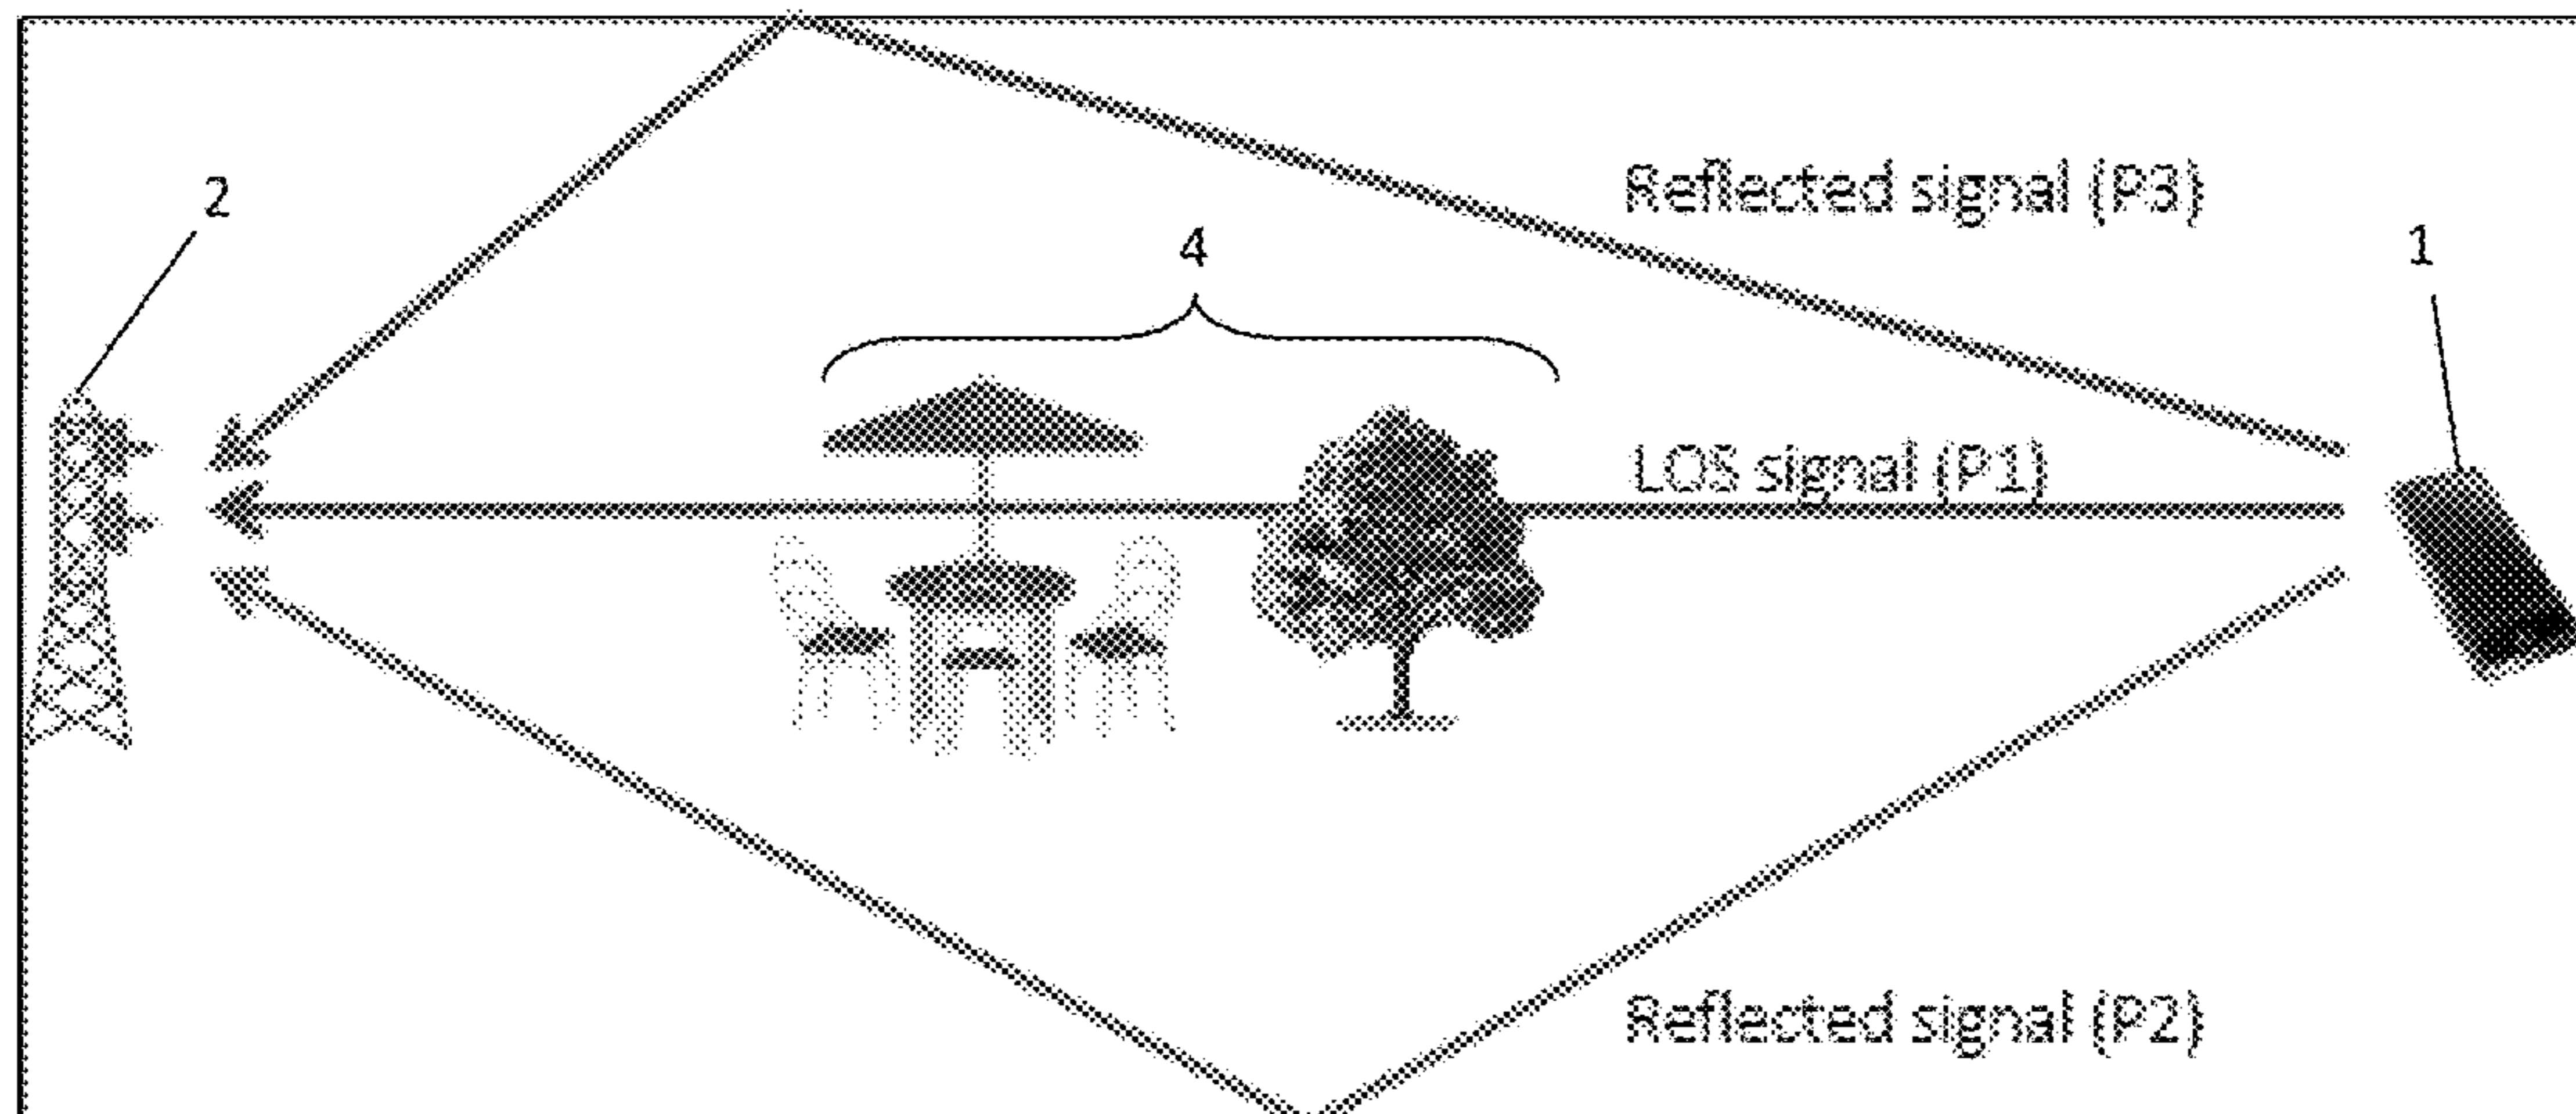 Reflected signal (P3)
2
4
1
LOS signal (P1)
Reflected signal (P2)